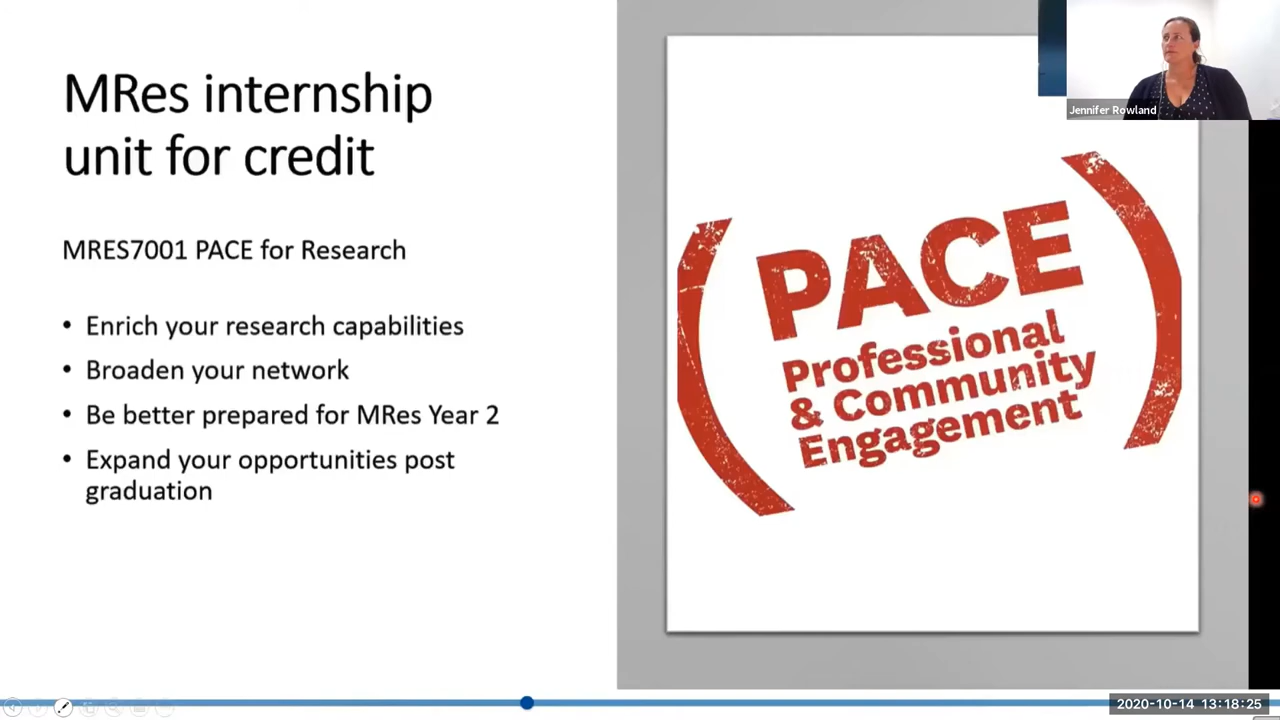 MRes internship
unit for credit
MRES7001 PACE for Research
• Enrich your research capabilities
• Broaden your network
• Be better prepared for MRes Year 2
• Expand your opportunities post
graduation
PACE
Professional
& Community
Engagement
Jennifer Rowland
2020-10-14 13:18:25